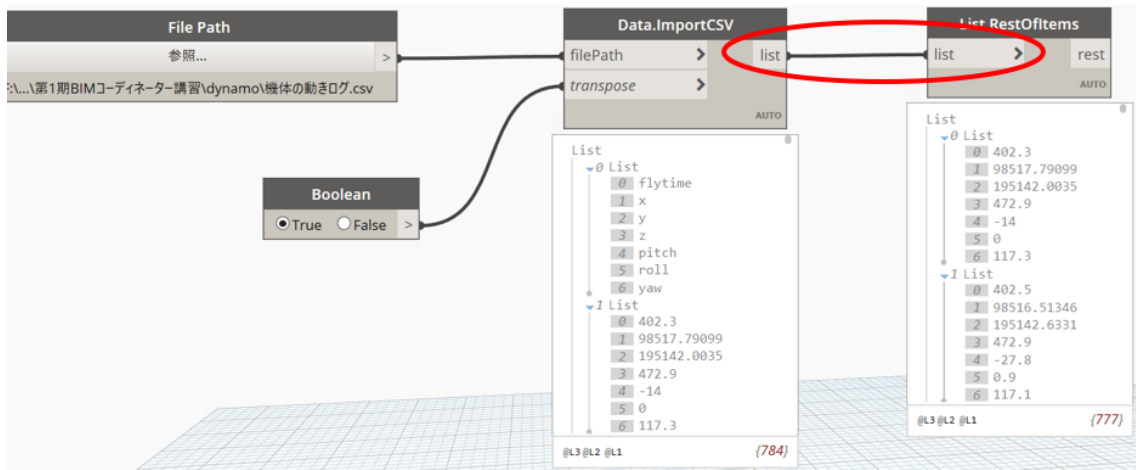 File Path
参照...
>
F:\...\第1期BIMコーディネーター講習\dynamo\機体の動きログ.csv
Boolean
True False >
Data.ImportCSV
filePath > list
transpose >
AUTO
List
0 List
0 flytime
1 x
2 y
3 z
4 pitch
5 roll
6 yaw
1 List
0 402.3
1 98517.79099
2 195142.0035
3 472.9
4 -14
5 0
6 117.3
@L3 @L2 @L1 {784}
List.RestOfItems
list > rest
AUTO
List
0 List
0 402.3
1 98517.79099
2 195142.0035
3 472.9
4 -14
5 0
6 117.3
1 List
0 402.5
1 98516.51346
2 195142.6331
3 472.9
4 -27.8
5 0.9
6 117.1
@L3 @L2 @L1 {777}